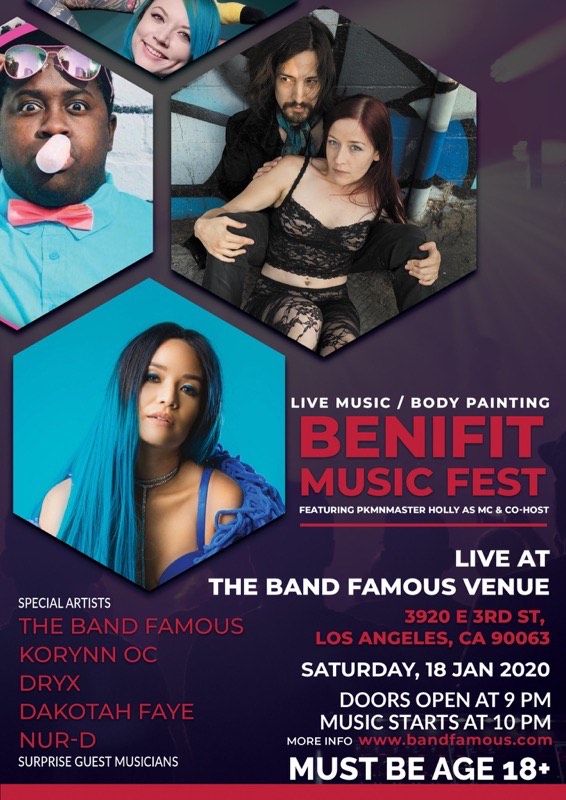 LIVE MUSIC / BODY PAINTING
BENIFIT
MUSIC FEST
FEATURING PKMNMASTER HOLLY AS MC & CO-HOST
LIVE AT
THE BAND FAMOUS VENUE
3920 E 3RD ST,
LOS ANGELES, CA 90063
SATURDAY, 18 JAN 2020
DOORS OPEN AT 9 PM
MUSIC STARTS AT 10 PM
MORE INFO www.bandfamous.com
MUST BE AGE 18+
SPECIAL ARTISTS
THE BAND FAMOUS
KORYNN OC
DRYX
DAKOTAH FAYE
NUR-D
SURPRISE GUEST MUSICIANS